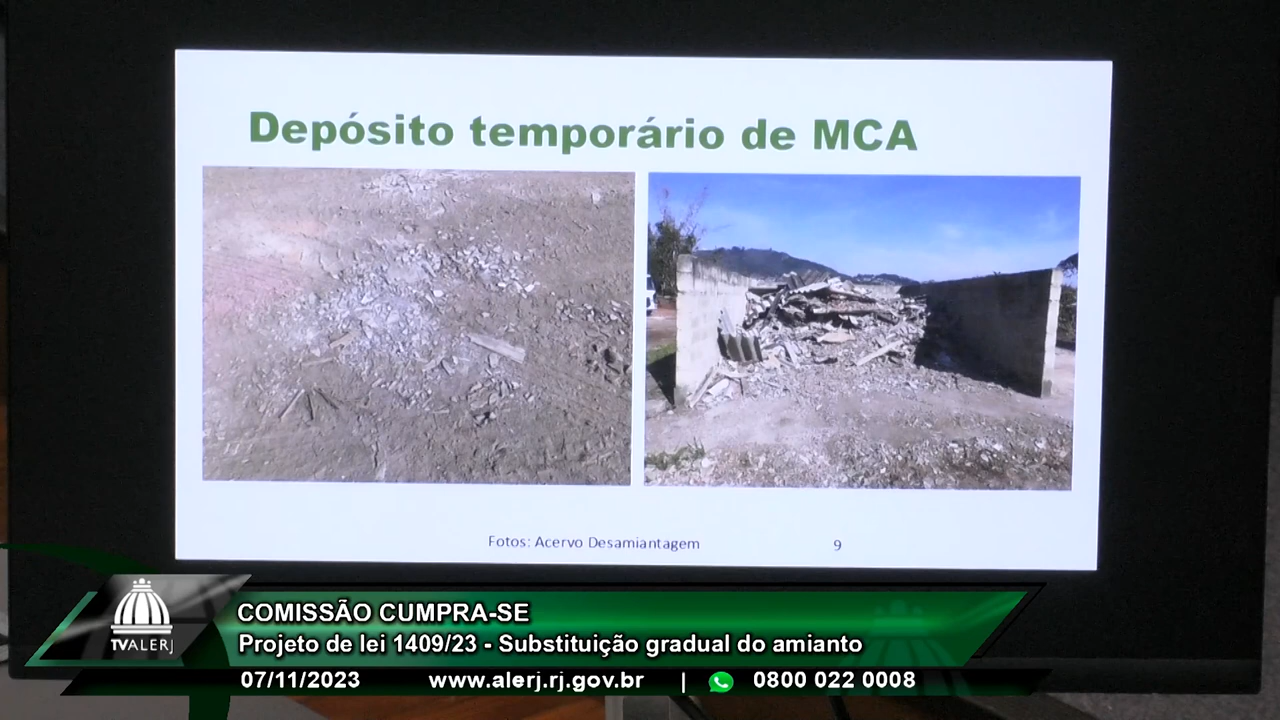 Depósito temporário de MCA
Fotos: Acervo Desamiantagem
9
TVALERJ
COMISSÃO CUMPRA-SE
Projeto de lei 1409/23 - Substituição gradual do amianto
07/11/2023
www.alerj.rj.gov.br | 0800 022 0008